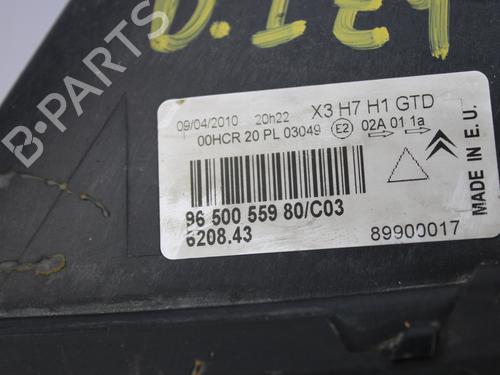 09/04/2010 20h22 X3 H7 H1 GTD
00HCR 20 PL 03049 E2 02A 01 1a
MADE IN E.U.
96 500 559 80/C03
6208.43
89900017
B-PARTS